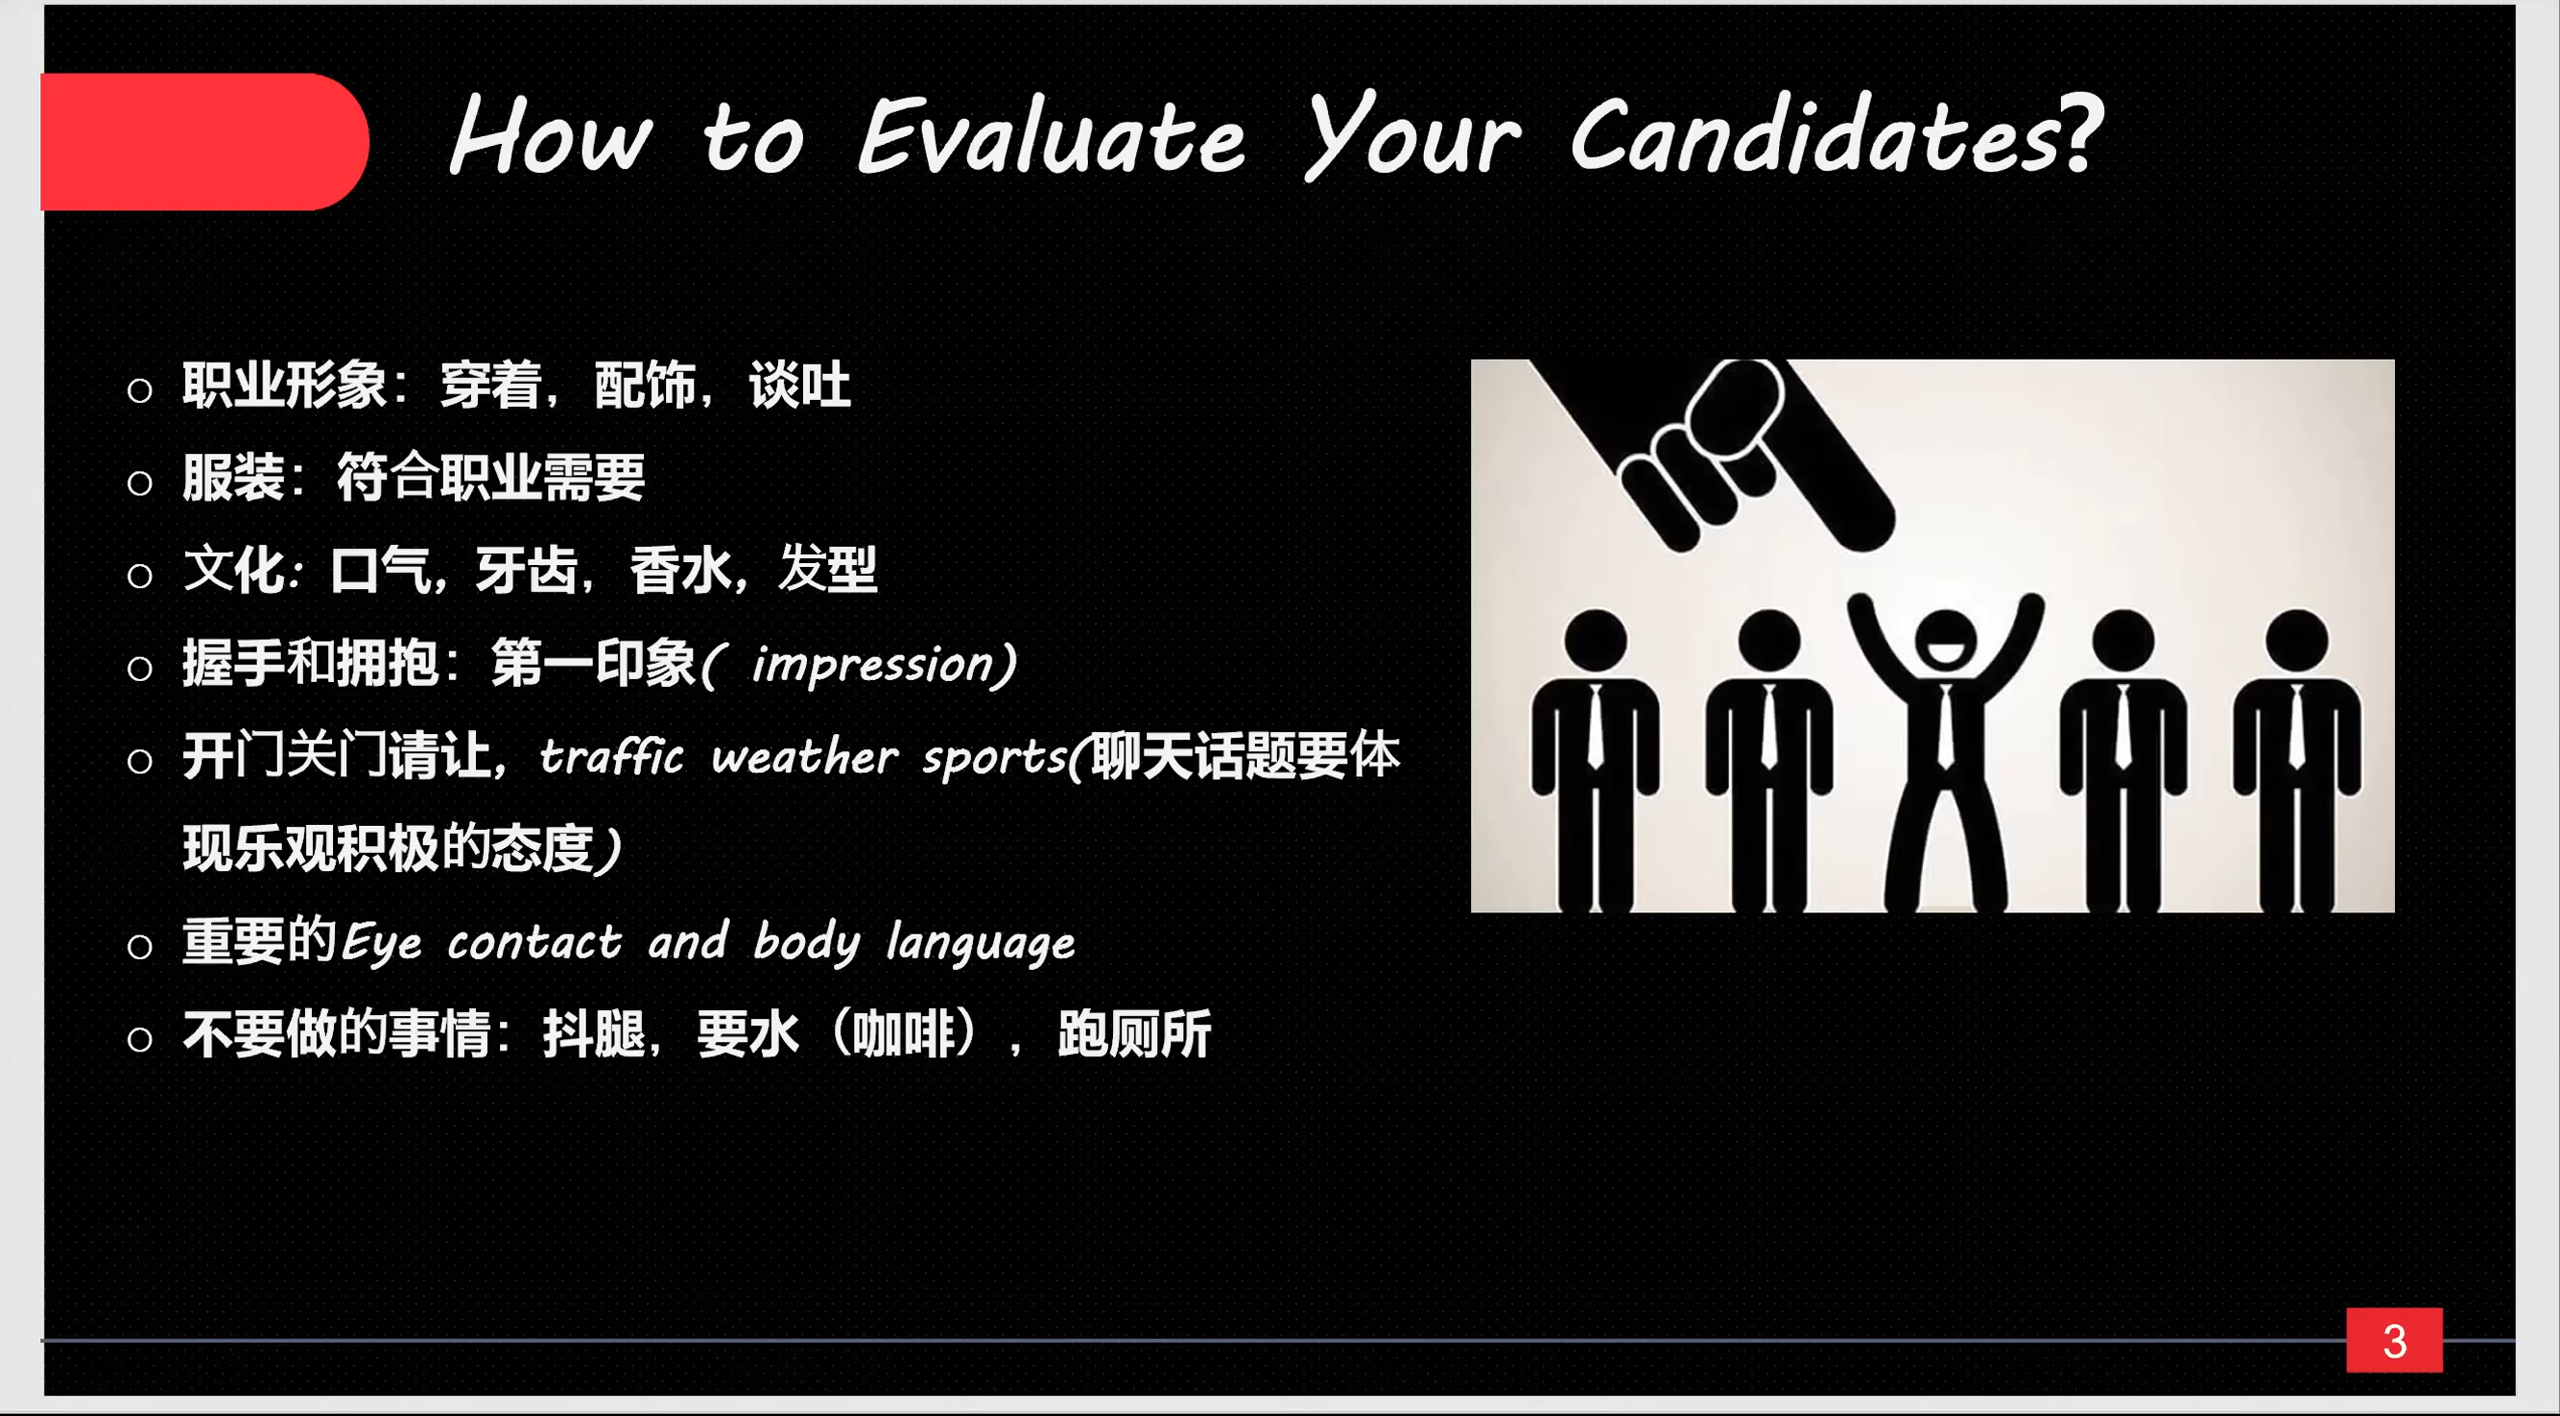 How to Evaluate Your Candidates?
职业形象：穿着，配饰，谈吐
服装：符合职业需要
文化：口气，牙齿，香水，发型
握手和拥抱：第一印象( impression)
开门关门请让，traffic weather sports(聊天话题要体
现乐观积极的态度)
重要的Eye contact and body language
不要做的事情：抖腿，要水（咖啡），跑厕所
3